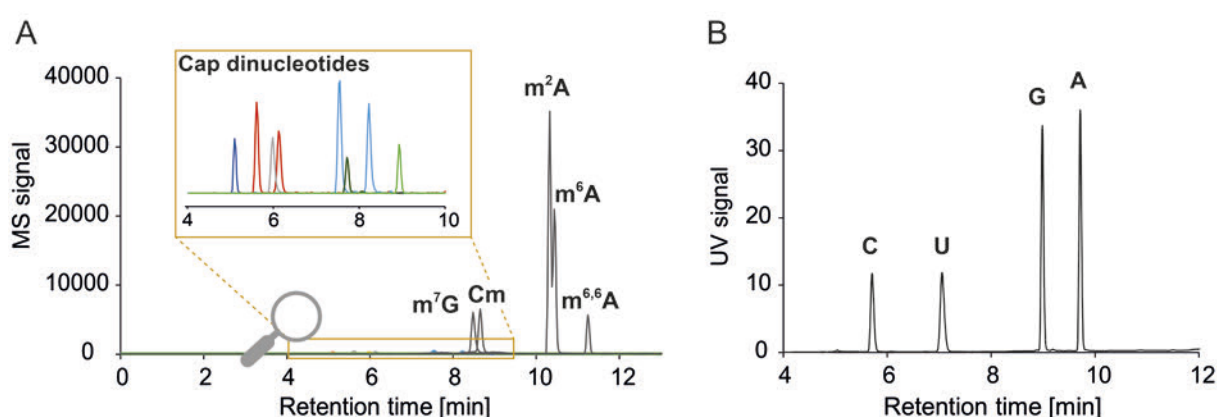 A
Cap dinucleotides
4 6 8 10
MS signal
40000
30000
20000
10000
0
m²A
m⁶A
m⁷G Cm m⁶,⁶A
0 2 4 6 8 10 12
Retention time [min]
B
UV signal
40
30
20
10
0
C U G A
4 6 8 10 12
Retention time [min]